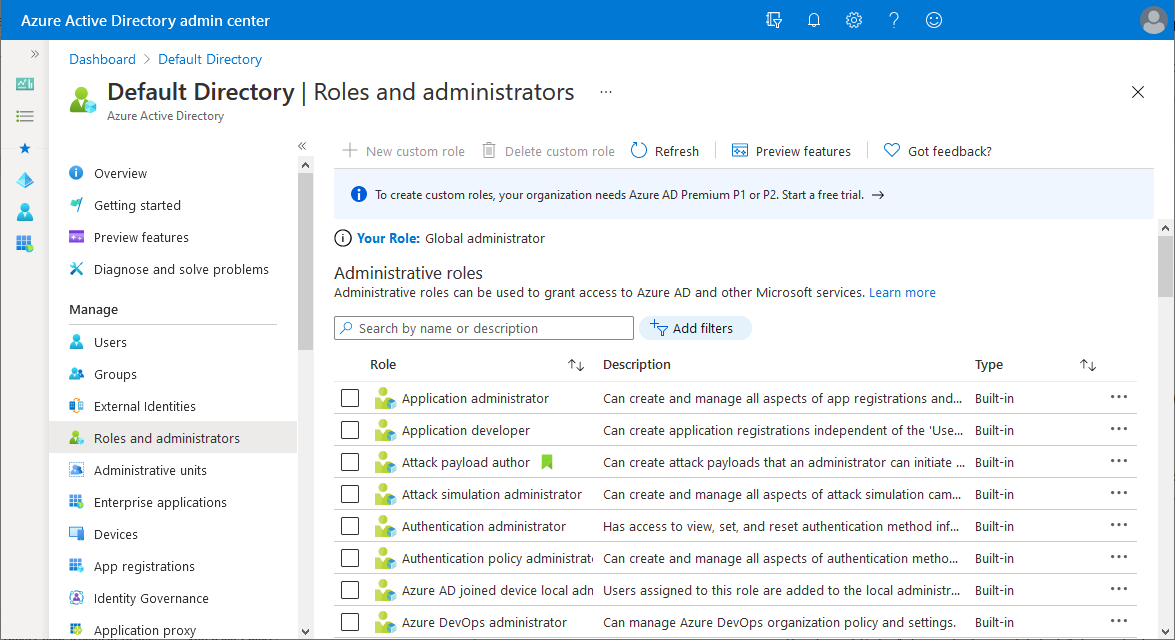 Azure Active Directory admin center
Dashboard > Default Directory
Default Directory | Roles and administrators ...
Azure Active Directory
Overview
Getting started
Preview features
Diagnose and solve problems
Manage
Users
Groups
External Identities
Roles and administrators
Administrative units
Enterprise applications
Devices
App registrations
Identity Governance
Application proxy
New custom role Delete custom role Refresh Preview features Got feedback?
To create custom roles, your organization needs Azure AD Premium P1 or P2. Start a free trial. →
Your Role: Global administrator
Administrative roles
Administrative roles can be used to grant access to Azure AD and other Microsoft services. Learn more
Search by name or description Add filters
Role Description Type
Application administrator Can create and manage all aspects of app registrations and... Built-in
Application developer Can create application registrations independent of the 'Use... Built-in
Attack payload author Can create attack payloads that an administrator can initiate ... Built-in
Attack simulation administrator Can create and manage all aspects of attack simulation cam... Built-in
Authentication administrator Has access to view, set, and reset authentication method inf... Built-in
Authentication policy administrat Can create and manage all aspects of authentication metho... Built-in
Azure AD joined device local adn Users assigned to this role are added to the local administr... Built-in
Azure DevOps administrator Can manage Azure DevOps organization policy and settings. Built-in